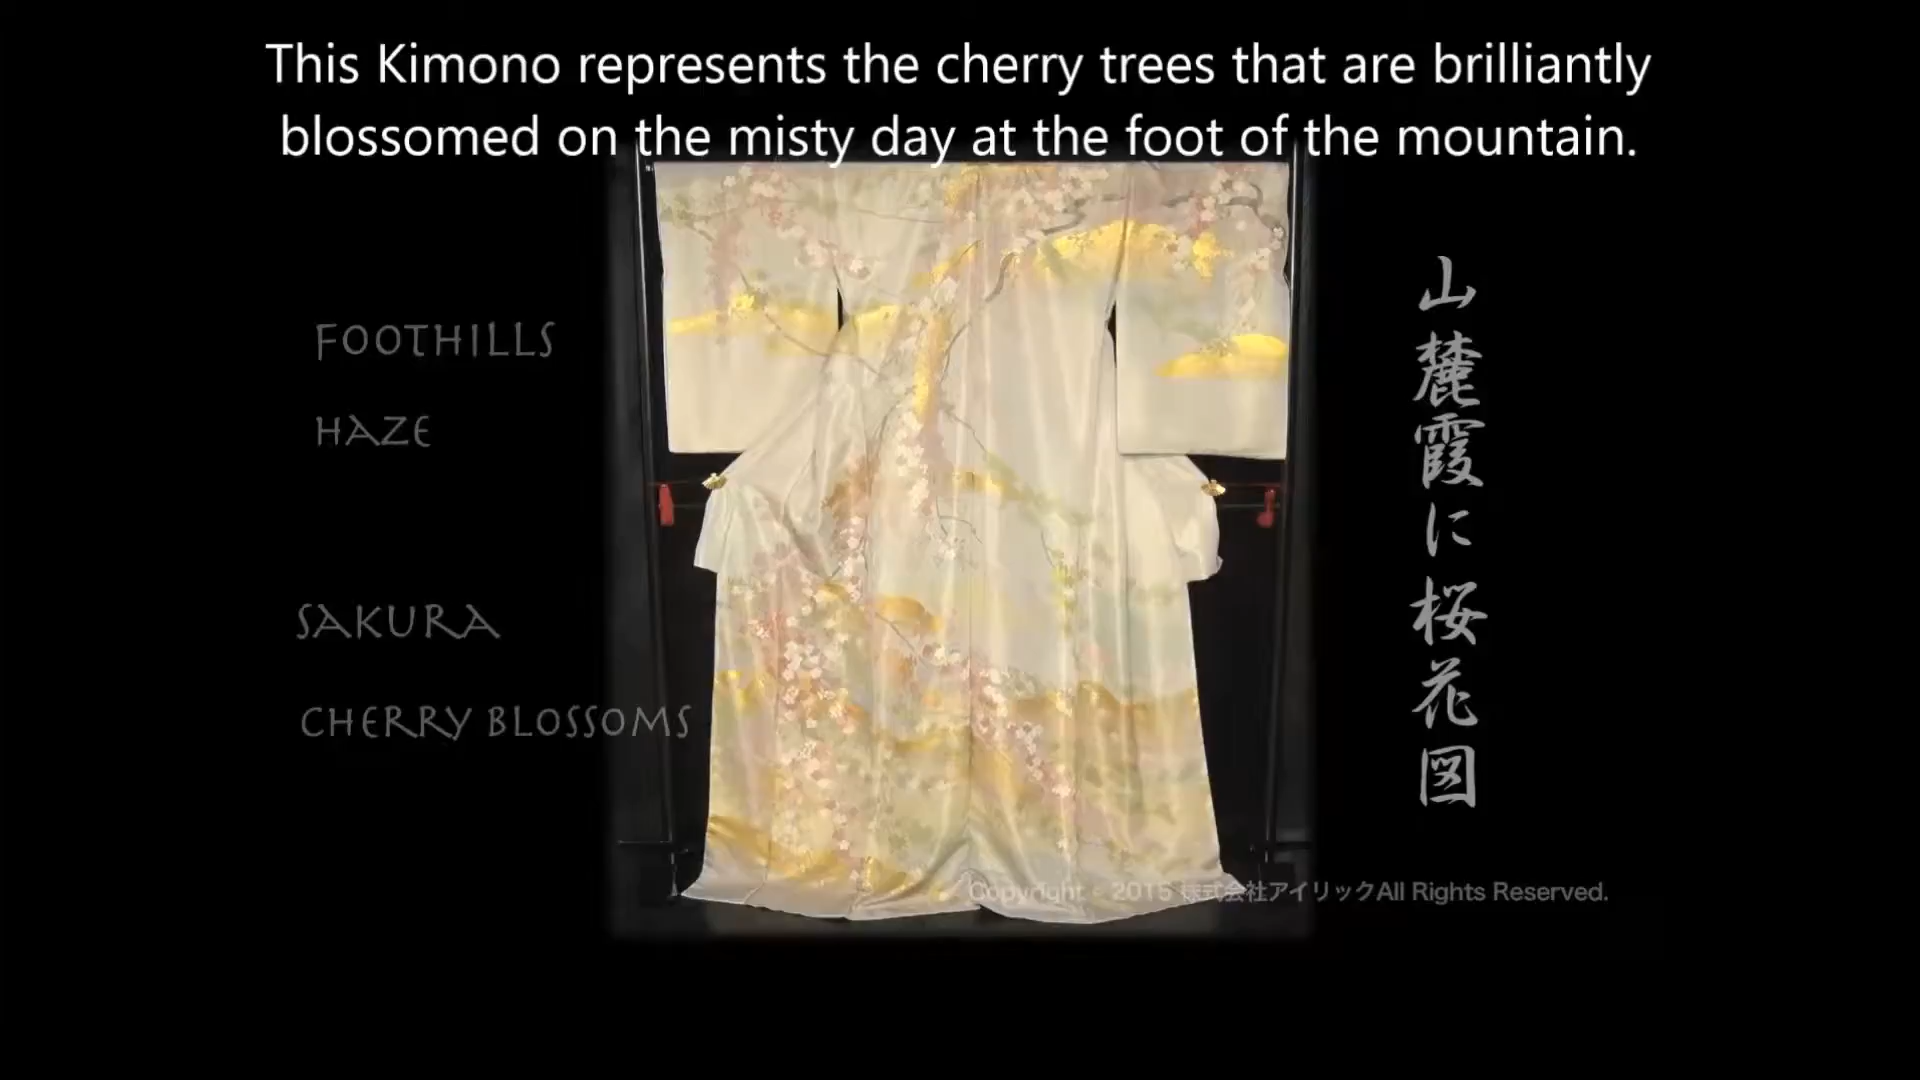 This Kimono represents the cherry trees that are brilliantly
blossomed on the misty day at the foot of the mountain.
FOOTHILLS
HAZE
SAKURA
CHERRY BLOSSOMS
山麓霞に桜花図
Copyright © 2015 株式会社アイリックAll Rights Reserved.